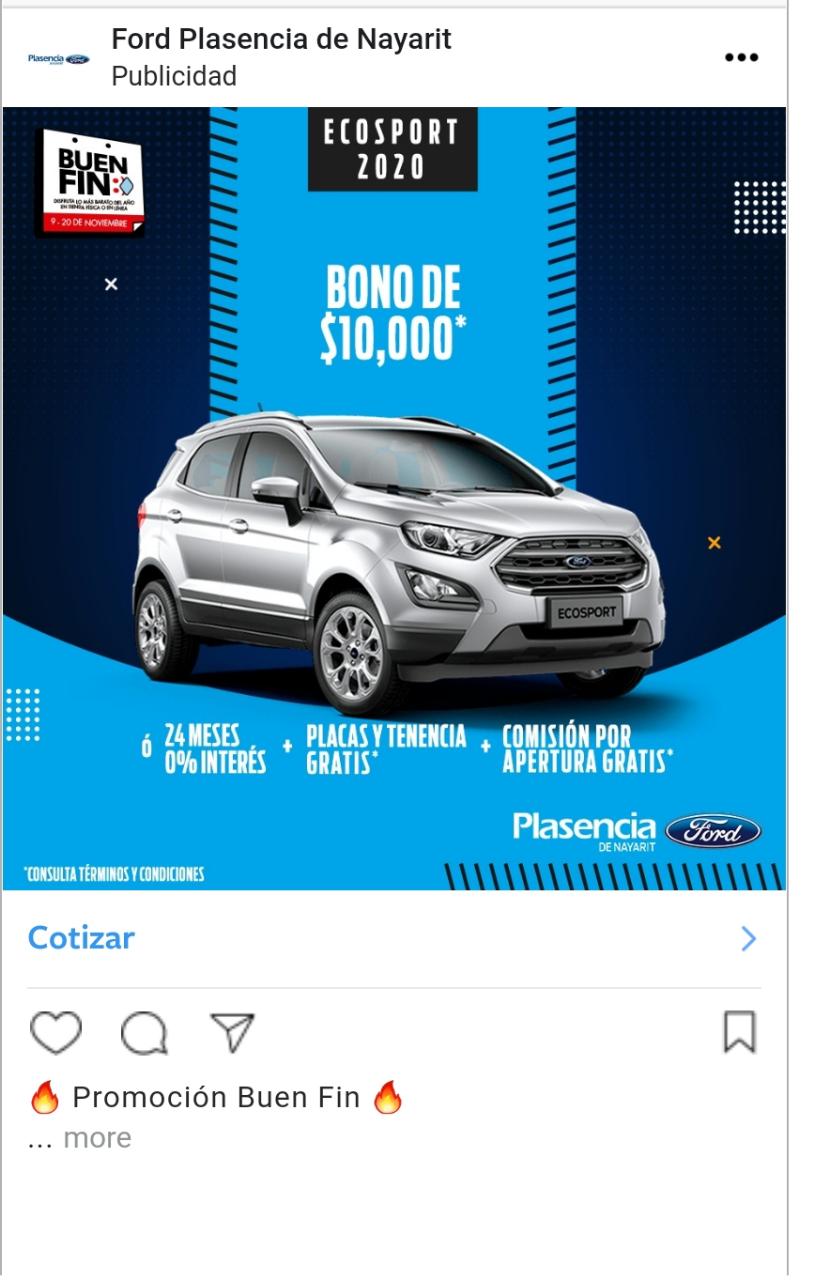 Plasencia Ford
Ford Plasencia de Nayarit
Publicidad
ECOSPORT
2020
BUEN
FIN:
DISFRUTA LO MÁS BARATO DEL AÑO
EN TIENDA FÍSICA O EN LÍNEA
9 - 20 DE NOVIEMBRE
BONO DE
$10,000*
Ford
ECOSPORT
ó 24 MESES + PLACAS Y TENENCIA + COMISIÓN POR
0% INTERÉS GRATIS* APERTURA GRATIS*
Plasencia Ford
DE NAYARIT
*CONSULTA TÉRMINOS Y CONDICIONES
Cotizar
🔥 Promoción Buen Fin 🔥
... more